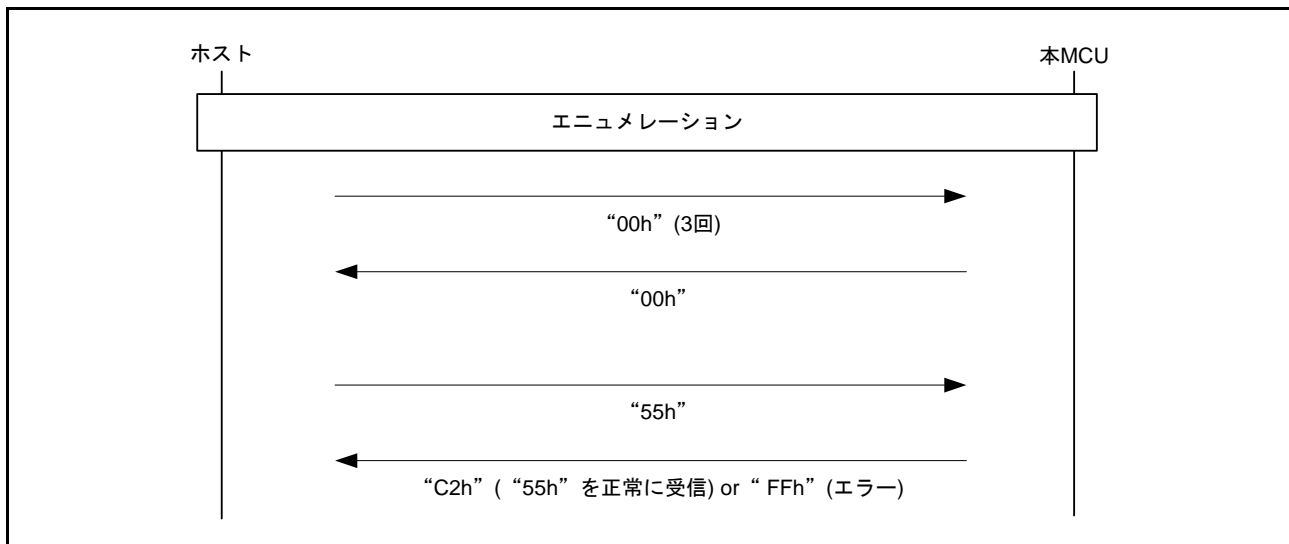 ホスト
本MCU
エニュメレーション
“00h” (3回)
“00h”
“55h”
“C2h” ( “55h” を正常に受信) or “ FFh” (エラー)